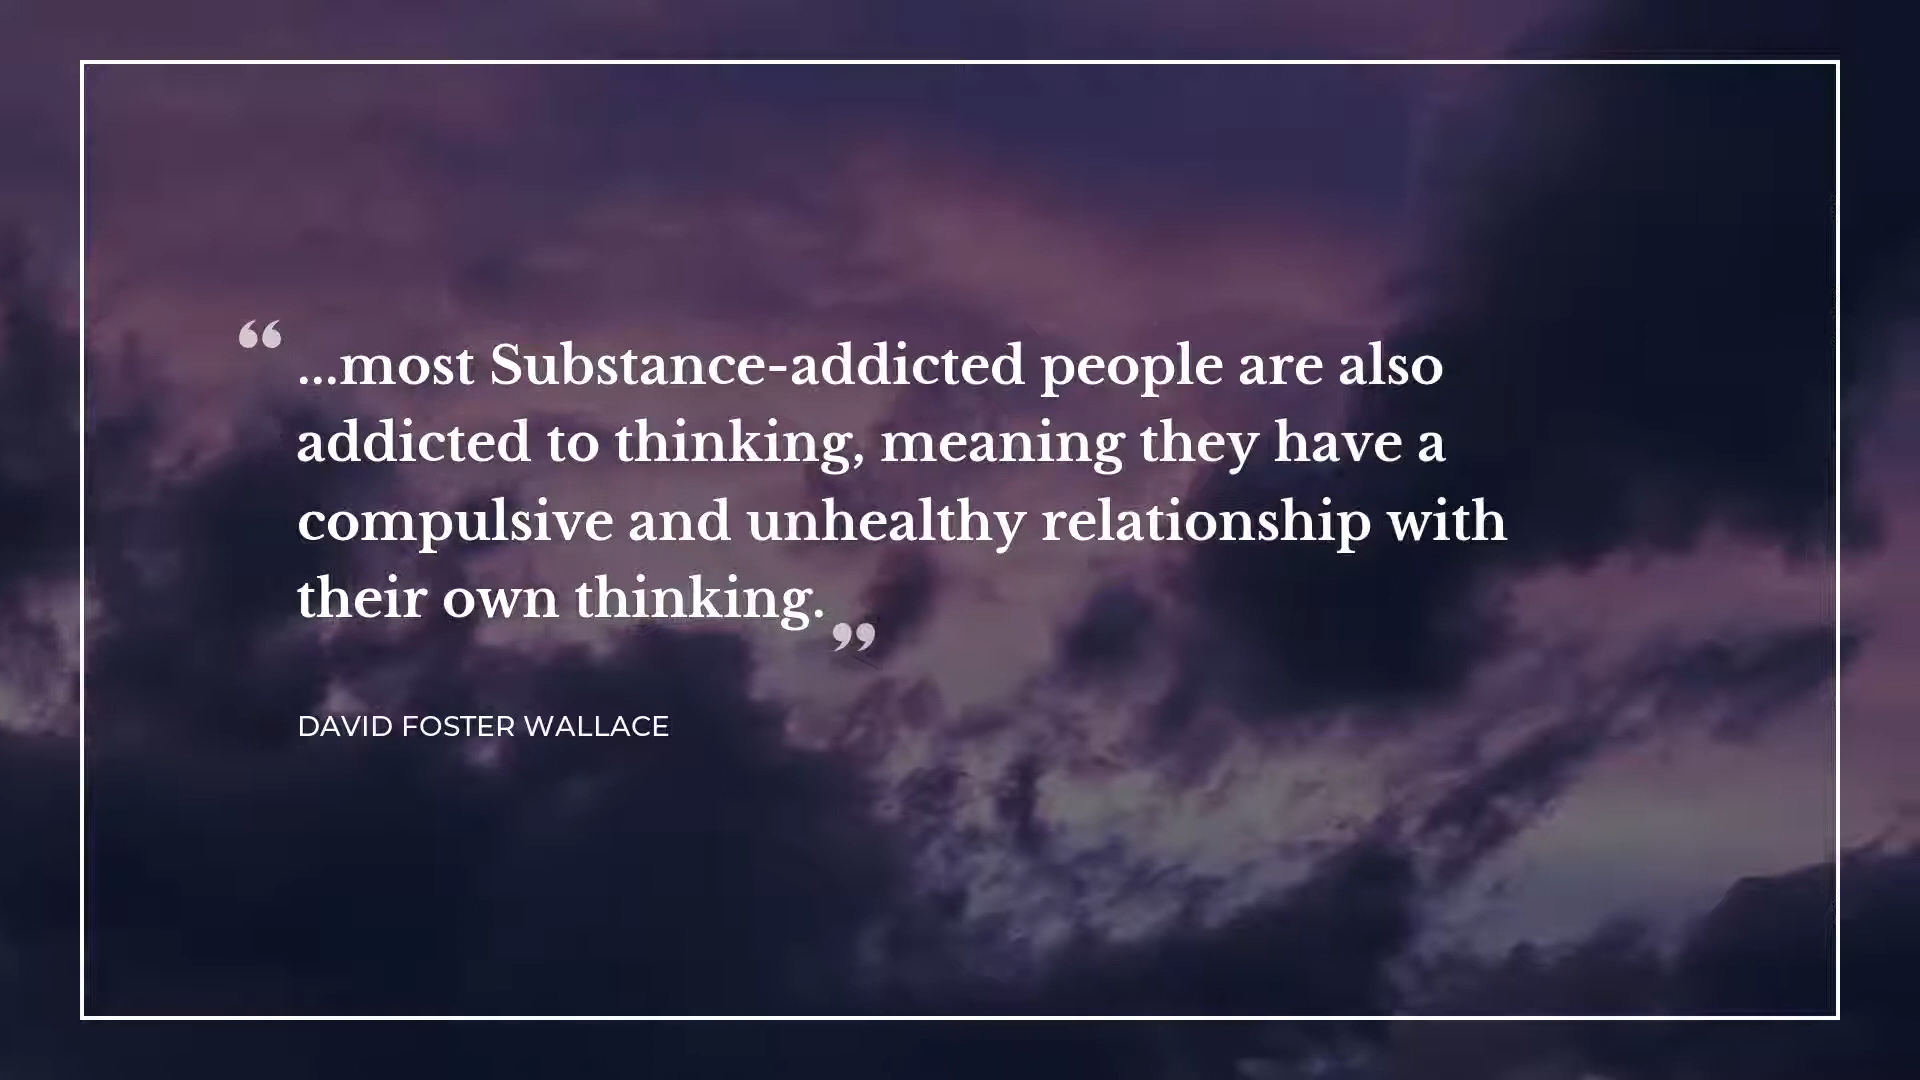 “...most Substance-addicted people are also
addicted to thinking, meaning they have a
compulsive and unhealthy relationship with
their own thinking.”
DAVID FOSTER WALLACE